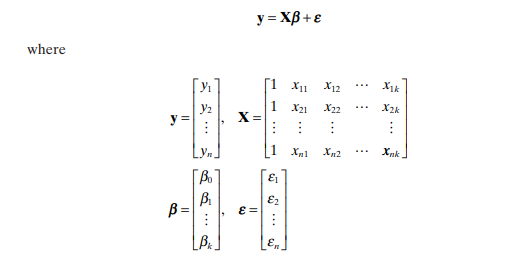 y = Xβ + ε
where
y = [y₁ y₂ ⋮ yₙ], X = [1 x₁₁ x₁₂ ⋯ x₁ₖ
1 x₂₁ x₂₂ ⋯ x₂ₖ
⋮ ⋮ ⋮ ⋮
1 xₙ₁ xₙ₂ ⋯ xₙₖ]
β = [β₀ β₁ ⋮ βₖ], ε = [ε₁ ε₂ ⋮ εₙ]